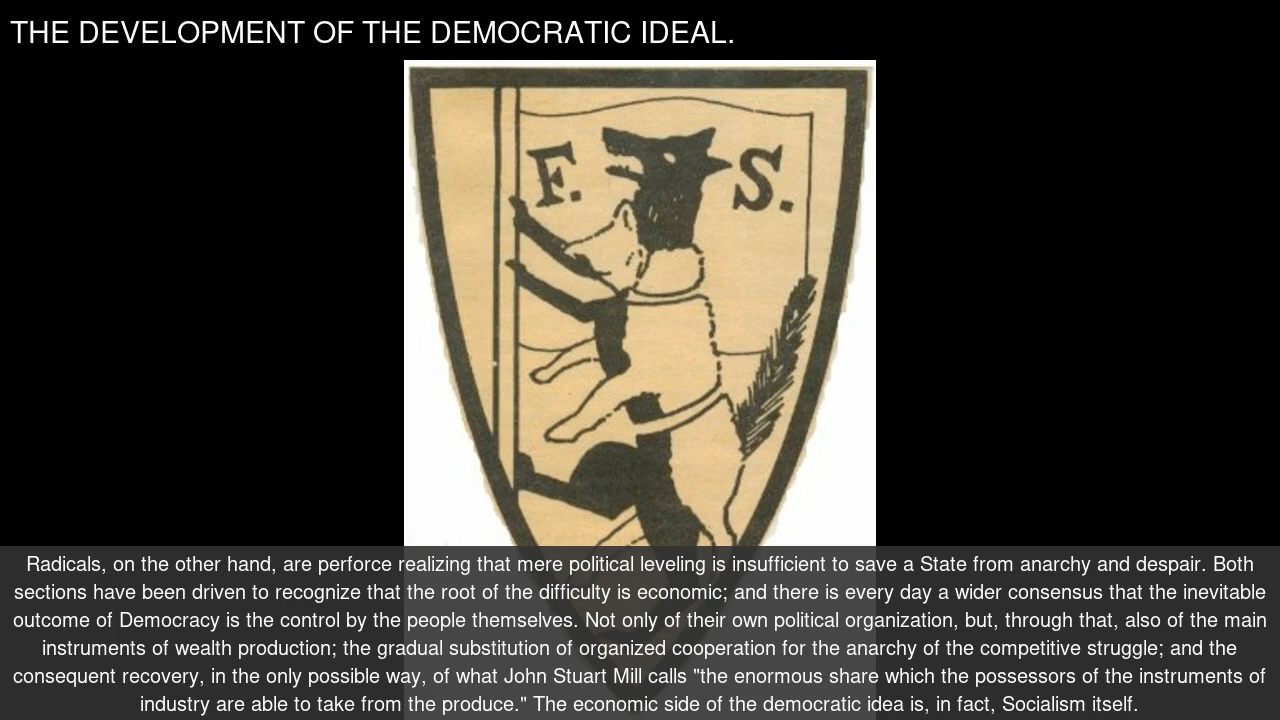 THE DEVELOPMENT OF THE DEMOCRATIC IDEAL.
F. S.
Radicals, on the other hand, are perforce realizing that mere political leveling is insufficient to save a State from anarchy and despair. Both
sections have been driven to recognize that the root of the difficulty is economic; and there is every day a wider consensus that the inevitable
outcome of Democracy is the control by the people themselves. Not only of their own political organization, but, through that, also of the main
instruments of wealth production; the gradual substitution of organized cooperation for the anarchy of the competitive struggle; and the
consequent recovery, in the only possible way, of what John Stuart Mill calls "the enormous share which the possessors of the instruments of
industry are able to take from the produce." The economic side of the democratic idea is, in fact, Socialism itself.